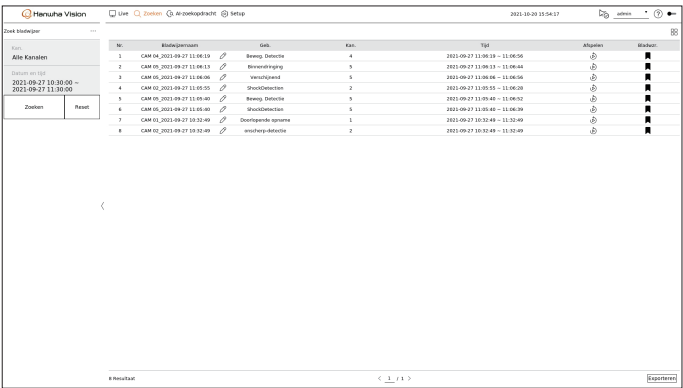 Hanwha Vision
Live Zoeken AI-zoekopdracht Setup 2021-10-20 15:54:17 admin
Zoek bladwijzer
Kan.
Alle Kanalen
Datum en tijd
2021-09-27 10:30:00 ~
2021-09-27 11:30:00
Zoeken Reset
Nr. Bladwijzernaam Geb. Kan. Tijd Afspelen Bladwzr.
1 CAM 04_2021-09-27 11:06:19 Beweg. Detectie 4 2021-09-27 11:06:19 ~ 11:06:56
2 CAM 05_2021-09-27 11:06:13 Binnendringing 5 2021-09-27 11:06:13 ~ 11:06:44
3 CAM 05_2021-09-27 11:06:06 Verschijnend 5 2021-09-27 11:06:06 ~ 11:06:56
4 CAM 02_2021-09-27 11:05:55 ShockDetection 2 2021-09-27 11:05:55 ~ 11:06:28
5 CAM 05_2021-09-27 11:05:40 Beweg. Detectie 5 2021-09-27 11:05:40 ~ 11:06:52
6 CAM 05_2021-09-27 11:05:40 ShockDetection 5 2021-09-27 11:05:40 ~ 11:06:39
7 CAM 01_2021-09-27 10:32:49 Doorlopende opname 1 2021-09-27 10:32:49 ~ 11:32:49
8 CAM 02_2021-09-27 10:32:49 onscherp-detectie 2 2021-09-27 10:32:49 ~ 11:32:49
8 Resultaat < 1 / 1 > Exporteren